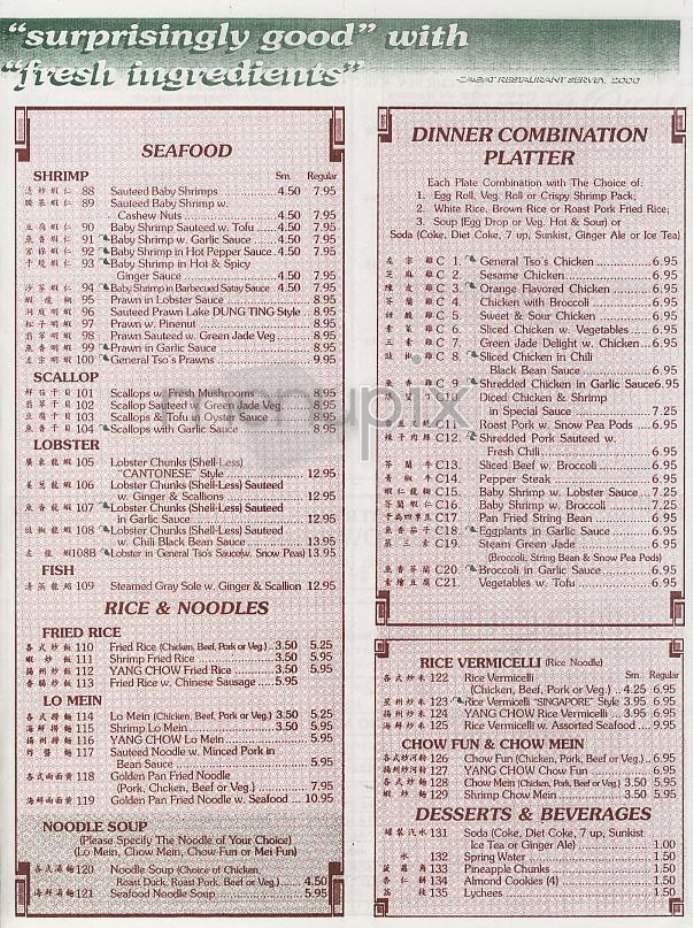 "surprisingly good" with
"fresh ingredients"
SEAFOOD
SHRIMP Sm. Regular
88 Sauteed Baby Shrimps 4.50 7.95
89 Sauteed Baby Shrimp w.
Cashew Nuts 4.50 7.95
90 Baby Shrimp Sauteed w. Tofu 4.50 7.95
91 Baby Shrimp w. Garlic Sauce 4.50 7.95
92 Baby Shrimp in Hot Pepper Sauce 4.50 7.95
93 Baby Shrimp in Hot & Spicy
Ginger Sauce 4.50 7.95
94 Baby Shrimp in Barbecued Satay Sauce 4.50 7.95
95 Prawn in Lobster Sauce 8.95
96 Sauteed Prawn Lake DUNG TING Style 8.95
97 Prawn w. Pinenut 8.95
98 Prawn Sauteed w. Green Jade Veg 8.95
99 Prawn in Garlic Sauce 8.95
100 General Tso's Prawns 9.95
SCALLOP
101 Scallops w. Fresh Mushrooms 8.95
102 Scallop Sauteed w. Green Jade Veg. 8.95
103 Scallops & Tofu in Oyster Sauce 8.95
104 Scallops with Garlic Sauce 8.95
LOBSTER
105 Lobster Chunks (Shell-Less)
"CANTONESE" Style 12.95
106 Lobster Chunks (Shell-Less) Sauteed
w. Ginger & Scallions 12.95
107 Lobster Chunks (Shell-Less) Sauteed
in Garlic Sauce 12.95
108 Lobster Chunks (Shell-Less) Sauteed
w. Chili Black Bean Sauce 13.95
108B Lobster in General Tso's Sauce(w. Snow Peas) 13.95
FISH
109 Steamed Gray Sole w. Ginger & Scallion 12.95
RICE & NOODLES
FRIED RICE
110 Fried Rice (Chicken, Beef, Pork or Veg.) 3.50 5.25
111 Shrimp Fried Rice 3.50 5.95
112 YANG CHOW Fried Rice 3.50 5.95
113 Fried Rice w. Chinese Sausage 5.95
LO MEIN
114 Lo Mein (Chicken, Beef, Pork or Veg.) 3.50 5.25
115 Shrimp Lo Mein 3.50 5.95
116 YANG CHOW Lo Mein 5.95
117 Sauteed Noodle w. Minced Pork in
Bean Sauce 5.95
118 Golden Pan Fried Noodle
(Pork, Chicken, Beef or Veg.) 7.95
119 Golden Pan Fried Noodle w. Seafood 10.95
NOODLE SOUP
(Please Specify The Noodle of Your Choice)
(Lo Mein, Chow Mein, Chow Fun or Mei Fun)
120 Noodle Soup (Choice of Chicken,
Roast Duck, Roast Pork, Beef or Veg.) 4.50
121 Seafood Noodle Soup 5.95
DINNER COMBINATION
PLATTER
Each Plate Combination with The Choice of:
1. Egg Roll, Veg. Roll or Crispy Shrimp Pack;
2. White Rice, Brown Rice or Roast Pork Fried Rice;
3. Soup (Egg Drop or Veg. Hot & Sour) or
Soda (Coke, Diet Coke, 7 up, Sunkist, Ginger Ale or Ice Tea)
C 1. General Tso's Chicken 6.95
C 2. Sesame Chicken 6.95
C 3. Orange Flavored Chicken 6.95
C 4. Chicken with Broccoli 6.95
C 5. Sweet & Sour Chicken 6.95
C 6. Sliced Chicken w. Vegetables 6.95
C 7. Green Jade Delight w. Chicken 6.95
C 8. Sliced Chicken in Chili
Black Bean Sauce 6.95
C 9. Shredded Chicken in Garlic Sauce 6.95
C10. Diced Chicken & Shrimp
in Special Sauce 7.25
C11. Roast Pork w. Snow Pea Pods 6.95
C12. Shredded Pork Sauteed w.
Fresh Chili 6.95
C13. Sliced Beef w. Broccoli 6.95
C14. Pepper Steak 6.95
C15. Baby Shrimp w. Lobster Sauce 7.25
C16. Baby Shrimp w. Broccoli 7.25
C17 Pan Fried String Bean 6.95
C18. Eggplants in Garlic Sauce 6.95
C19. Steam Green Jade 6.95
(Broccoli, String Bean & Snow Pea Pods)
C20. Broccoli in Garlic Sauce 6.95
C21. Vegetables w. Tofu 6.95
RICE VERMICELLI (Rice Noodle)
Sm. Regular
122 Rice Vermicelli
(Chicken, Beef, Pork or Veg.) 4.25 6.95
123 Rice Vermicelli "SINGAPORE" Style 3.95 6.95
124 YANG CHOW Rice Vermicelli 3.95 6.95
125 Rice Vermicelli w. Assorted Seafood 9.95
CHOW FUN & CHOW MEIN
126 Chow Fun (Chicken, Pork, Beef or Veg.) 6.95
127 YANG CHOW Chow Fun 6.95
128 Chow Mein (Chicken, Pork, Beef or Veg.) 3.50 5.95
129 Shrimp Chow Mein 3.50 5.95
DESSERTS & BEVERAGES
131 Soda (Coke, Diet Coke, 7 up, Sunkist
Ice Tea or Ginger Ale) 1.00
132 Spring Water 1.50
133 Pineapple Chunks 1.50
134 Almond Cookies (4) 1.50
135 Lychees 1.50